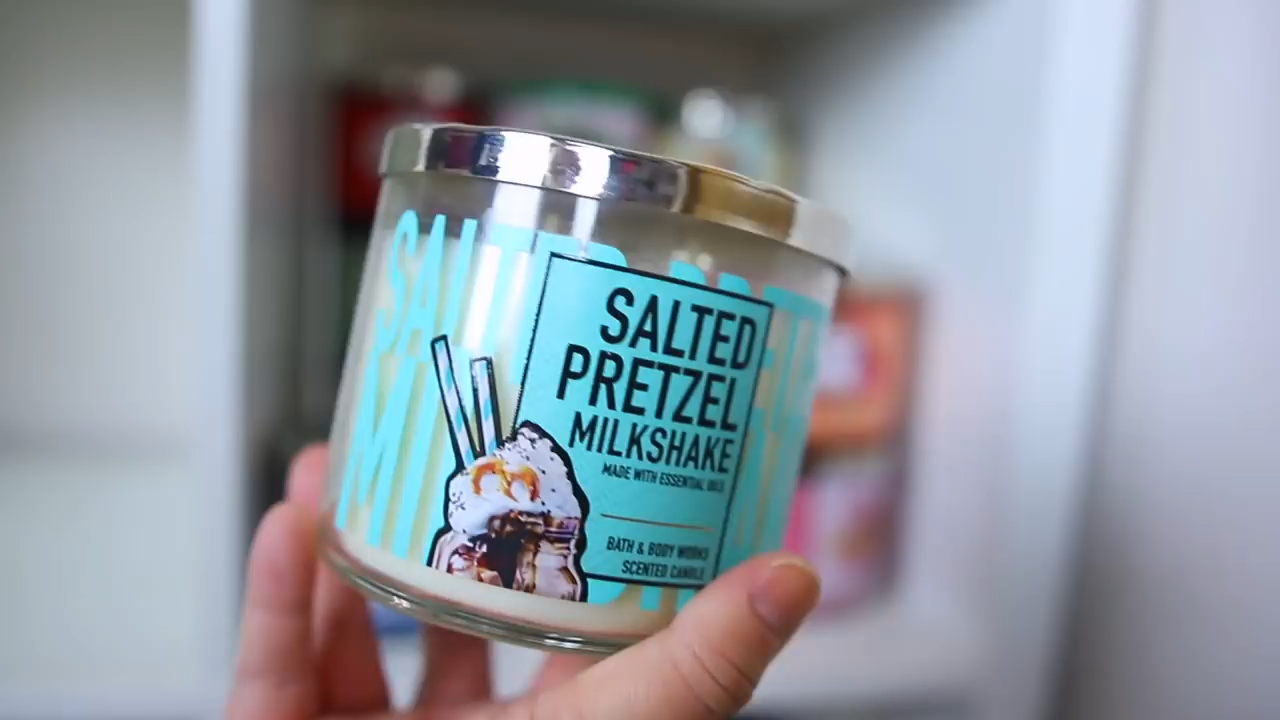 SALTED
PRETZEL
MILKSHAKE
MADE WITH ESSENTIAL OILS
BATH & BODY WORKS
SCENTED CANDLE